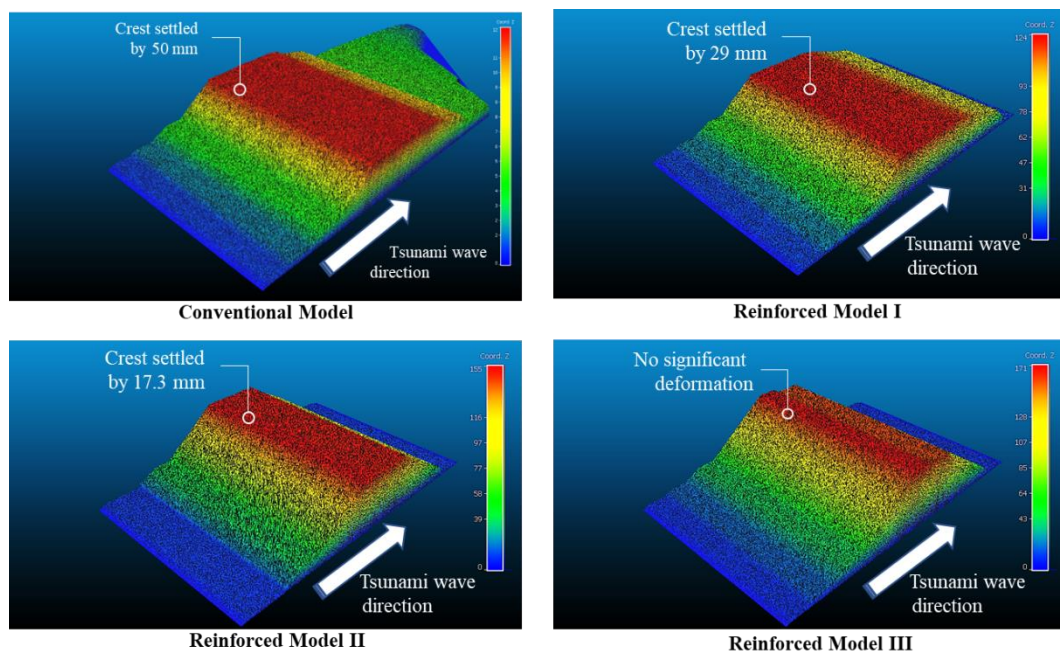 Crest settled
by 50 mm
Coord. Z
Tsunami wave
direction
Conventional Model
Crest settled
by 29 mm
Coord. Z
124
93
78
62
47
31
0
Tsunami wave
direction
Reinforced Model I
Crest settled
by 17.3 mm
Coord. Z
155
116
97
77
58
39
0
Tsunami wave
direction
Reinforced Model II
No significant
deformation
Coord. Z
171
128
107
85
64
43
0
Tsunami wave
direction
Reinforced Model III